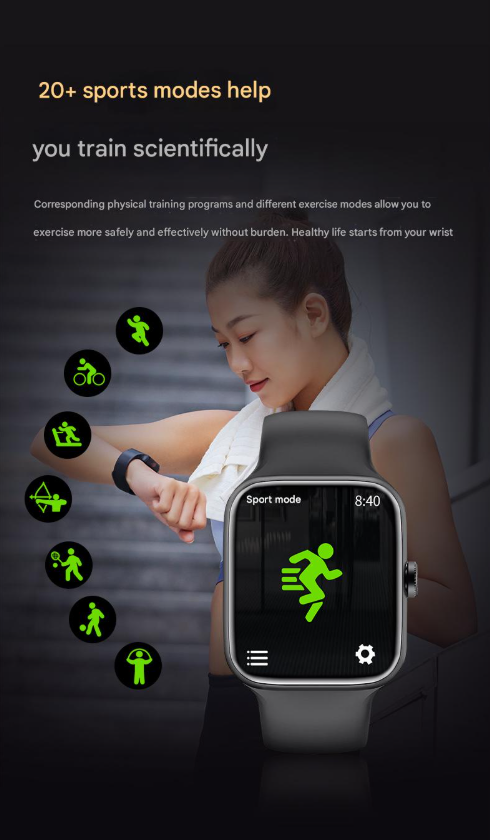 20+ sports modes help
you train scientifically
Corresponding physical training programs and different exercise modes allow you to
exercise more safely and effectively without burden. Healthy life starts from your wrist
Sport mode 8:40